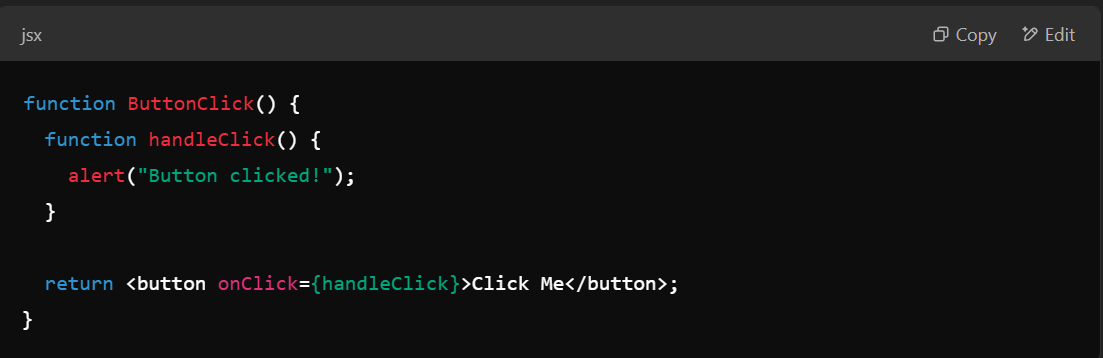 jsx
Copy
Edit
function ButtonClick() {
  function handleClick() {
    alert("Button clicked!");
  }

  return <button onClick={handleClick}>Click Me</button>;
}